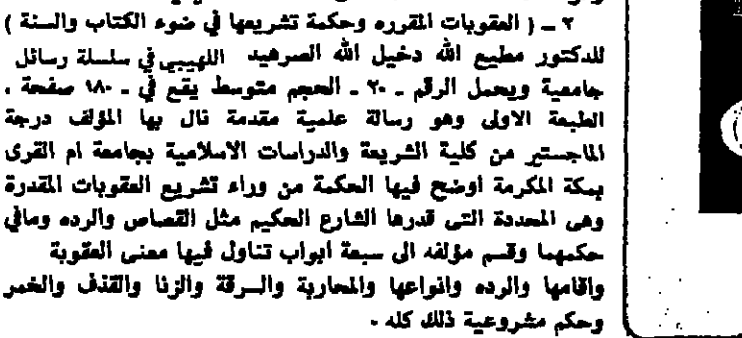 ٢ ـ ( العقوبات المقرره وحكمة تشريعها في ضوء الكتاب والسنة )
للدكتور مطيع الله دخيل الله الصرهيد اللهيبي في سلسلة رسائل
جامعية ويحمل الرقم ـ ٢٠ ـ الحجم متوسط يقع في ـ ١٨٠ صفحة .
الطبعة الاولى وهو رسالة علمية مقدمة نال بها المؤلف درجة
الماجستير من كلية الشريعة والدراسات الاسلامية بجامعة ام القرى
بمكة المكرمة اوضح فيها الحكمة من وراء تشريع العقوبات المقدرة
وهى المحددة التى قدرها الشارع الحكيم مثل القصاص والرده ومافي
حكمهما وقسم مؤلفه الى سبعة أبواب تناول فيها معنى العقوبة
واقامها والرده وانواعها والمحاربة والسرقة والزنا والقذف والخمر
وحكم مشروعية ذلك كله .